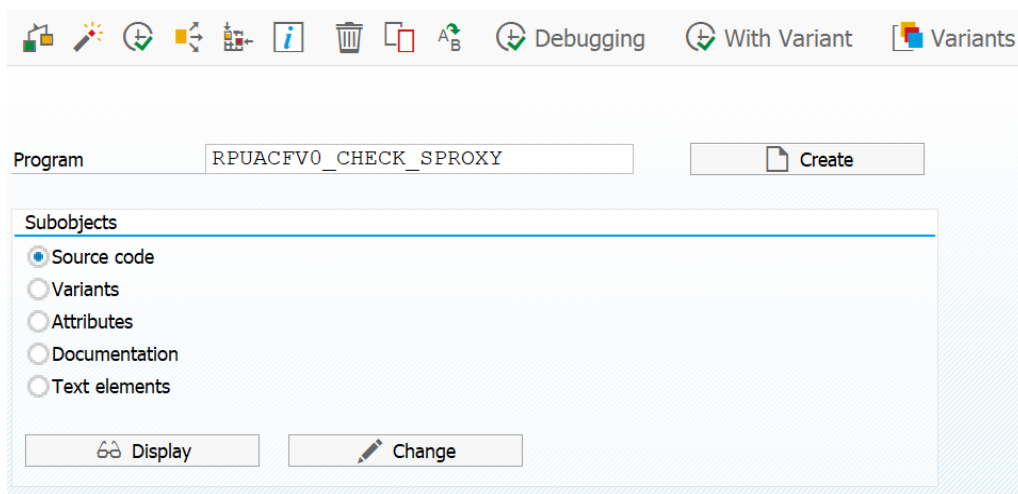 Debugging With Variant Variants
Program RPUACFV0_CHECK_SPROXY Create
Subobjects
Source code
Variants
Attributes
Documentation
Text elements
Display Change